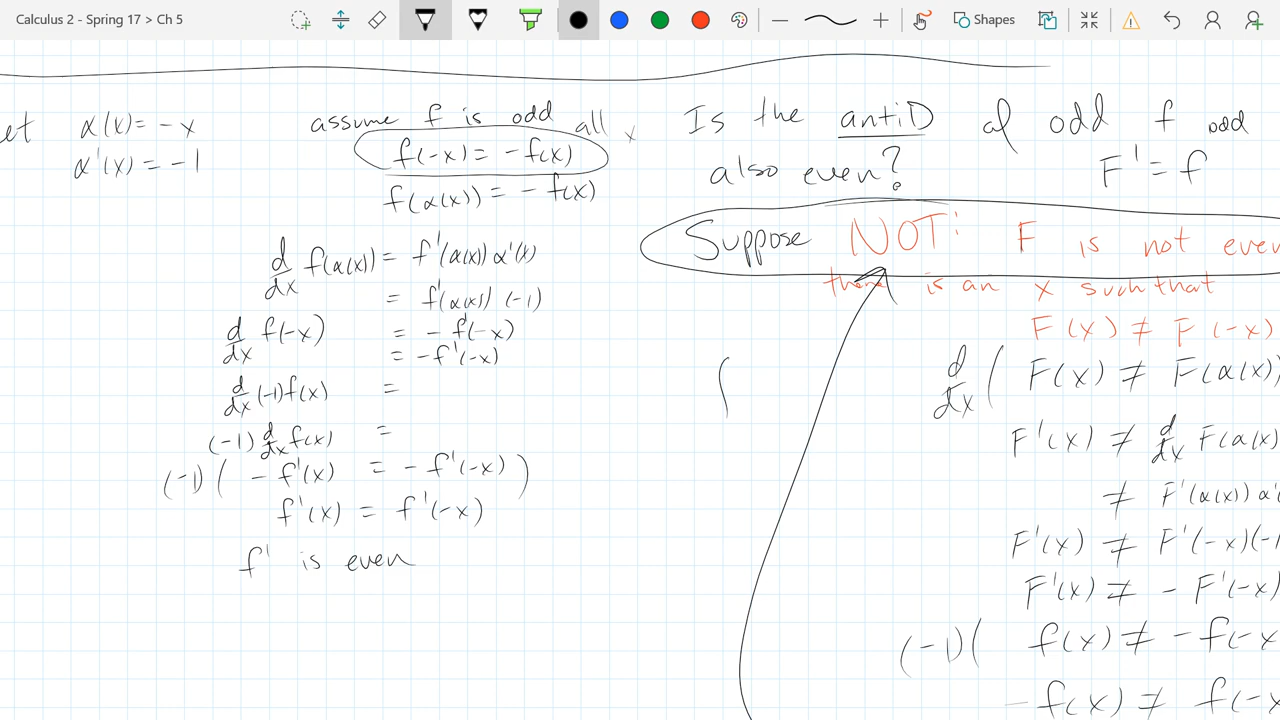 Calculus 2 - Spring 17 > Ch 5
Shapes
et α(x) = -x
α'(x) = -1
assume f is odd
f(-x) = -f(x) all x
f(α(x)) = -f(x)
d/dx f(α(x)) = f'(α(x)) α'(x)
= f'(α(x)) (-1)
d/dx f(-x) = -f'(-x)
= -f'(-x)
d/dx (-1)f(x) =
(-1) d/dx f(x) =
(-1)( -f'(x) = -f'(-x) )
f'(x) = f'(-x)
f' is even
Is the antiD of odd f odd
also even? F' = f
Suppose NOT: F is not even
there is an x such that
F(x) ≠ F(-x)
(
d/dx ( F(x) ≠ F(α(x))
F'(x) ≠ d/dx F(α(x)
≠ F'(α(x)) α'
F'(x) ≠ F'(-x)(-1
F'(x) ≠ - F'(-x)
(-1)( f(x) ≠ -f(-x
-f(x) ≠ f(-x